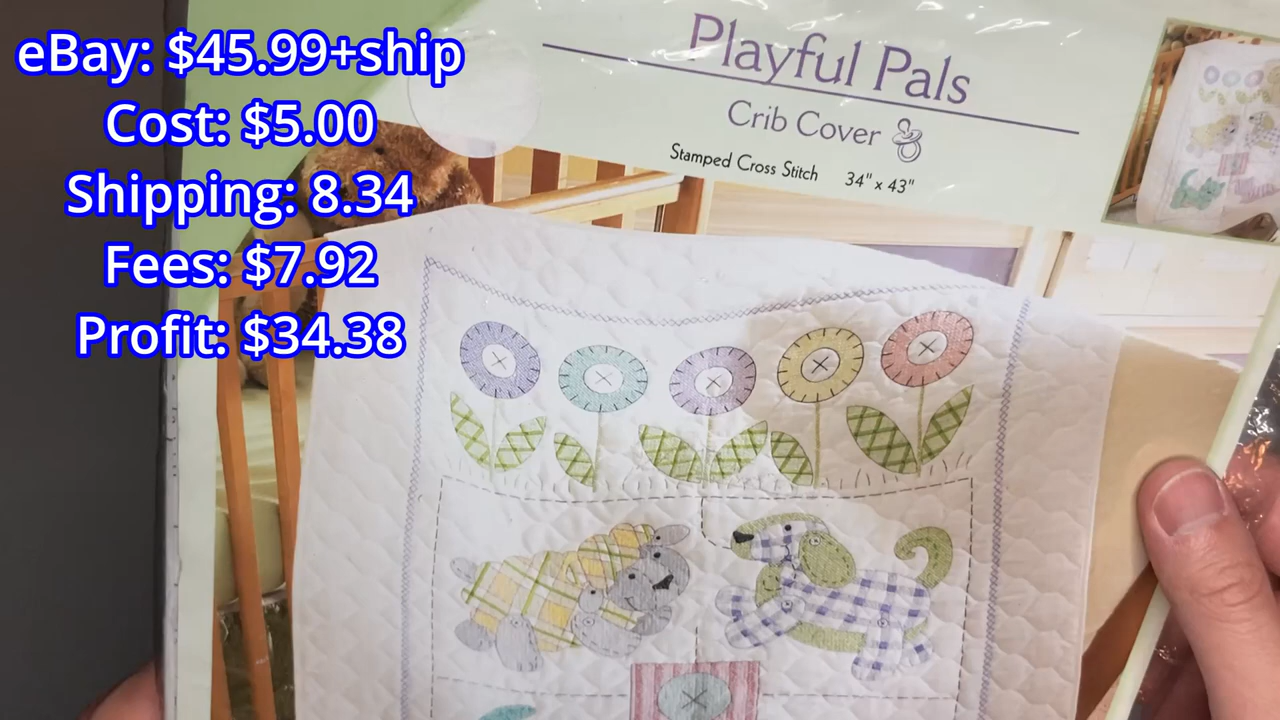 eBay: $45.99+ship
Cost: $5.00
Shipping: 8.34
Fees: $7.92
Profit: $34.38
Playful Pals
Crib Cover
Stamped Cross Stitch 34" x 43"